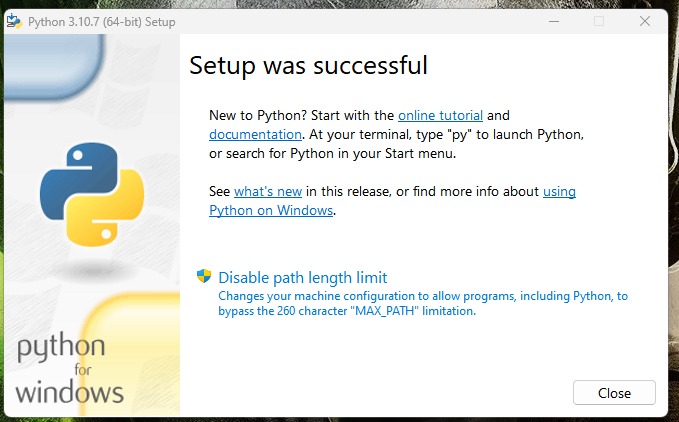 Python 3.10.7 (64-bit) Setup
Setup was successful
New to Python? Start with the online tutorial and
documentation. At your terminal, type "py" to launch Python,
or search for Python in your Start menu.
See what's new in this release, or find more info about using
Python on Windows.
Disable path length limit
Changes your machine configuration to allow programs, including Python, to
bypass the 260 character "MAX_PATH" limitation.
python
for
windows
Close